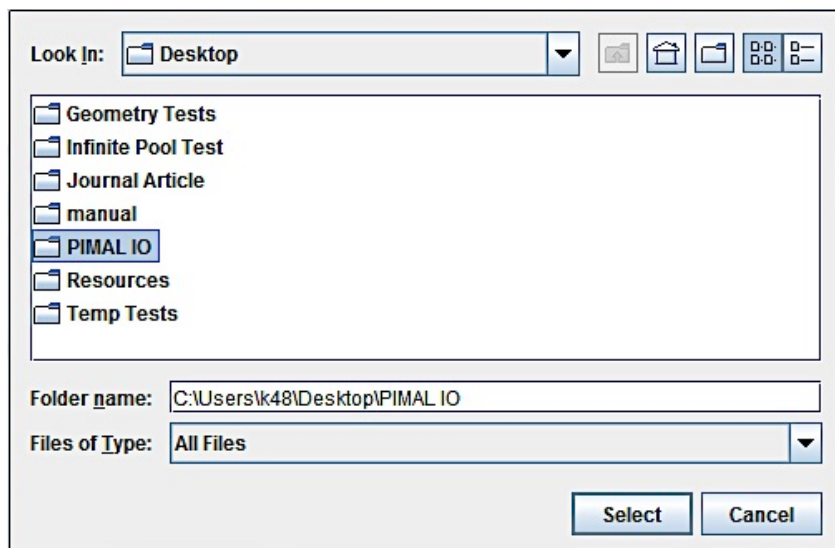 Look In: Desktop
Geometry Tests
Infinite Pool Test
Journal Article
manual
PIMAL IO
Resources
Temp Tests
Folder name: C:\Users\k48\Desktop\PIMAL IO
Files of Type: All Files
Select Cancel